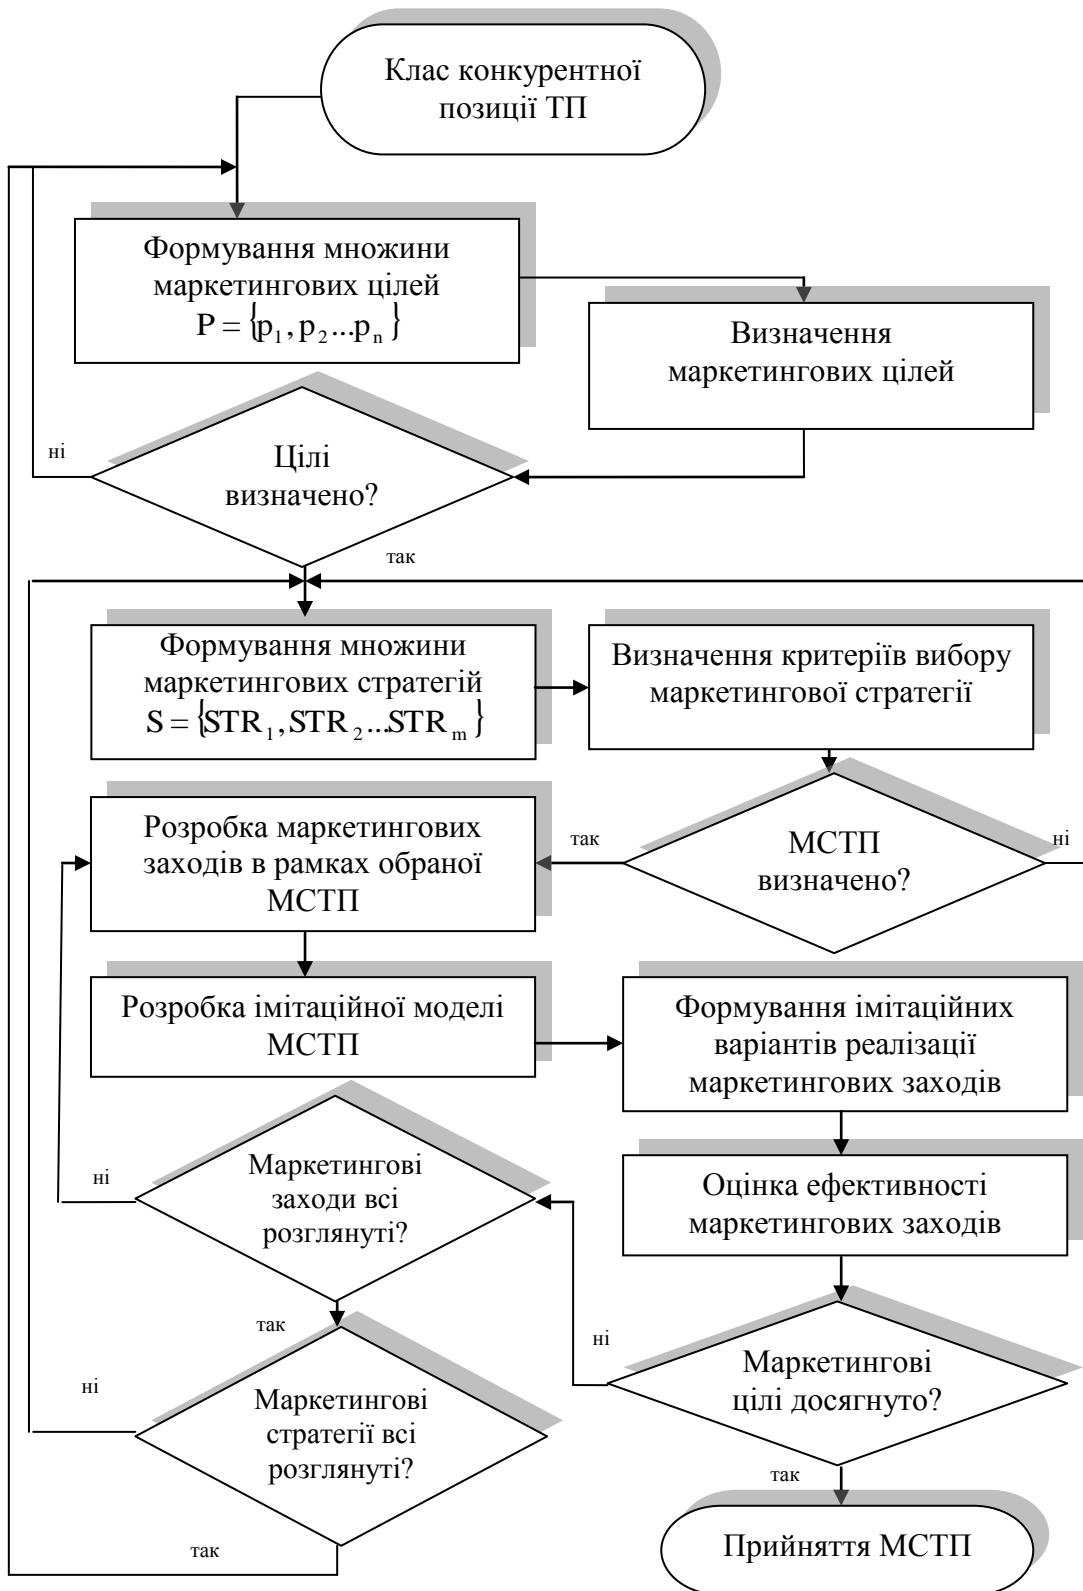 Клас конкурентної
позиції ТП
Формування множини
маркетингових цілей
P = {p₁, p₂...pₙ}
Визначення
маркетингових цілей
ні
Цілі
визначено?
так
Формування множини
маркетингових стратегій
S = {STR₁, STR₂...STRₘ}
Визначення критеріїв вибору
маркетингової стратегії
Розробка маркетингових
заходів в рамках обраної
МСТП
так
МСТП
визначено?
ні
Розробка імітаційної моделі
МСТП
Формування імітаційних
варіантів реалізації
маркетингових заходів
ні
Маркетингові
заходи всі
розглянуті?
Оцінка ефективності
маркетингових заходів
так
ні
Маркетингові
цілі досягнуто?
ні
Маркетингові
стратегії всі
розглянуті?
так
так
Прийняття МСТП